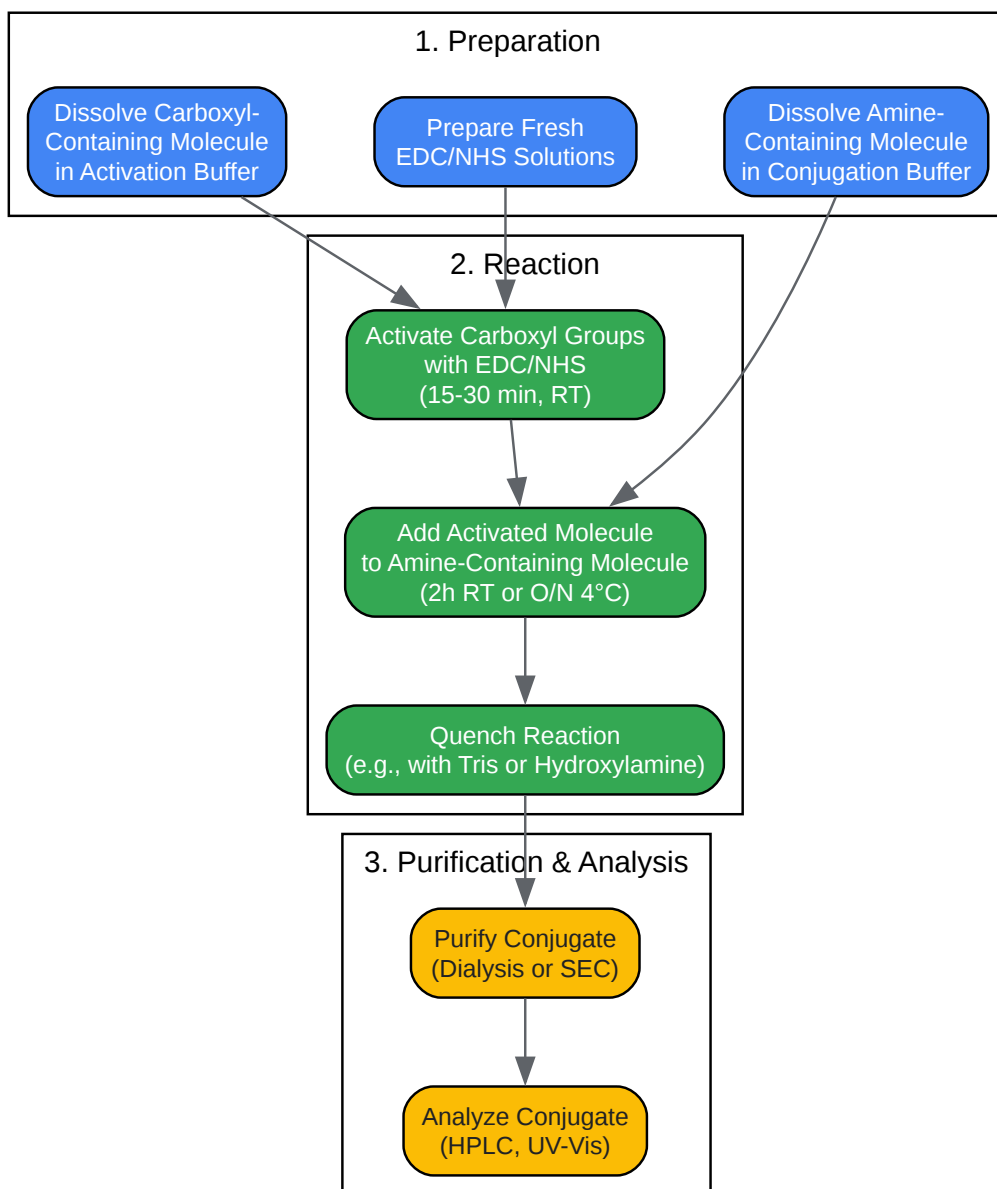 1. Preparation
Dissolve Carboxyl-
Containing Molecule
in Activation Buffer
Prepare Fresh
EDC/NHS Solutions
Dissolve Amine-
Containing Molecule
in Conjugation Buffer
2. Reaction
Activate Carboxyl Groups
with EDC/NHS
(15-30 min, RT)
Add Activated Molecule
to Amine-Containing Molecule
(2h RT or O/N 4°C)
Quench Reaction
(e.g., with Tris or Hydroxylamine)
3. Purification & Analysis
Purify Conjugate
(Dialysis or SEC)
Analyze Conjugate
(HPLC, UV-Vis)